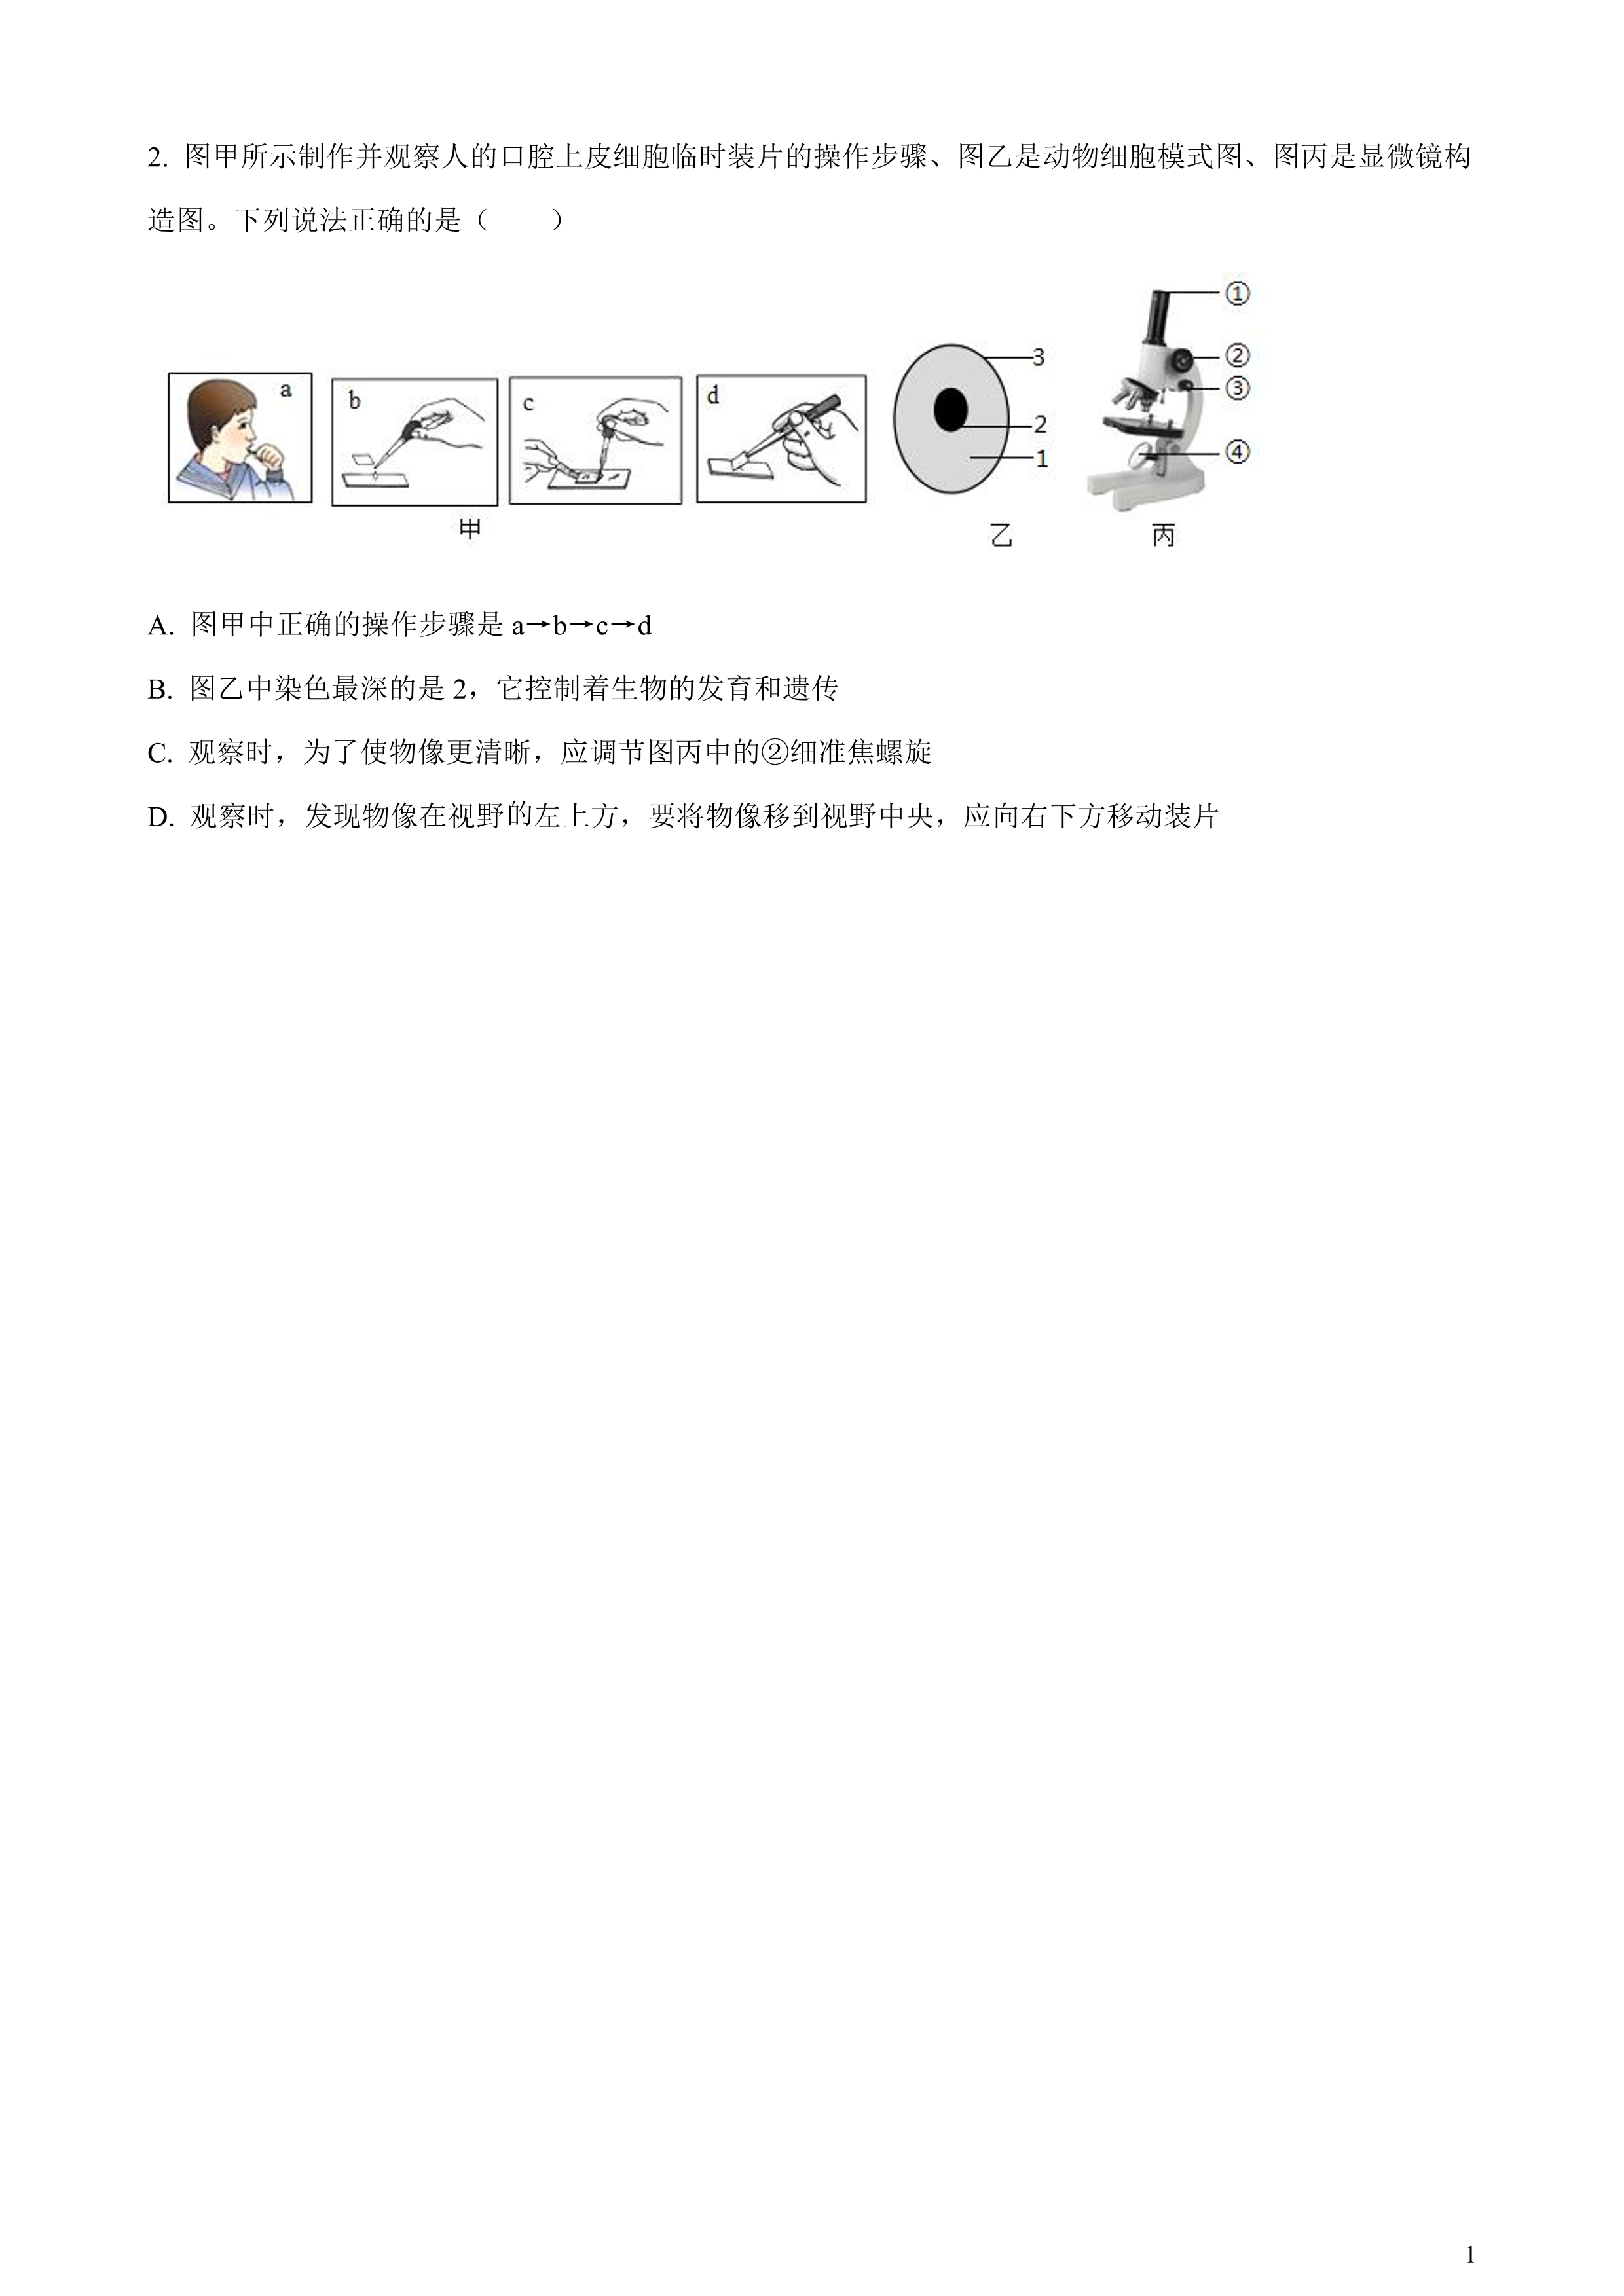 2. 图甲所示制作并观察人的口腔上皮细胞临时装片的操作步骤、图乙是动物细胞模式图、图丙是显微镜构
造图。下列说法正确的是（　　）
a
b
c
d
甲
3
2
1
乙
①
②
③
④
丙
A. 图甲中正确的操作步骤是 a→b→c→d
B. 图乙中染色最深的是 2，它控制着生物的发育和遗传
C. 观察时，为了使物像更清晰，应调节图丙中的②细准焦螺旋
D. 观察时，发现物像在视野的左上方，要将物像移到视野中央，应向右下方移动装片
1